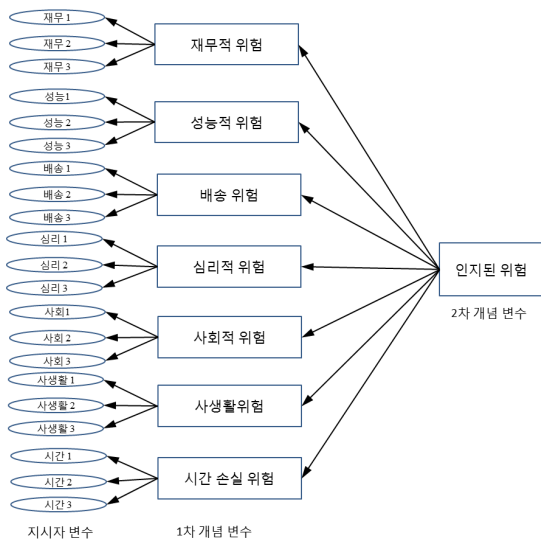 재무 1
재무 2
재무 3
재무적 위험
성능1
성능 2
성능 3
성능적 위험
배송 1
배송 2
배송 3
배송 위험
심리 1
심리 2
심리 3
심리적 위험
인지된 위험
2차 개념 변수
사회1
사회 2
사회 3
사회적 위험
사생활 1
사생활 2
사생활 3
사생활위험
시간 1
시간 2
시간 3
시간 손실 위험
지시자 변수
1차 개념 변수